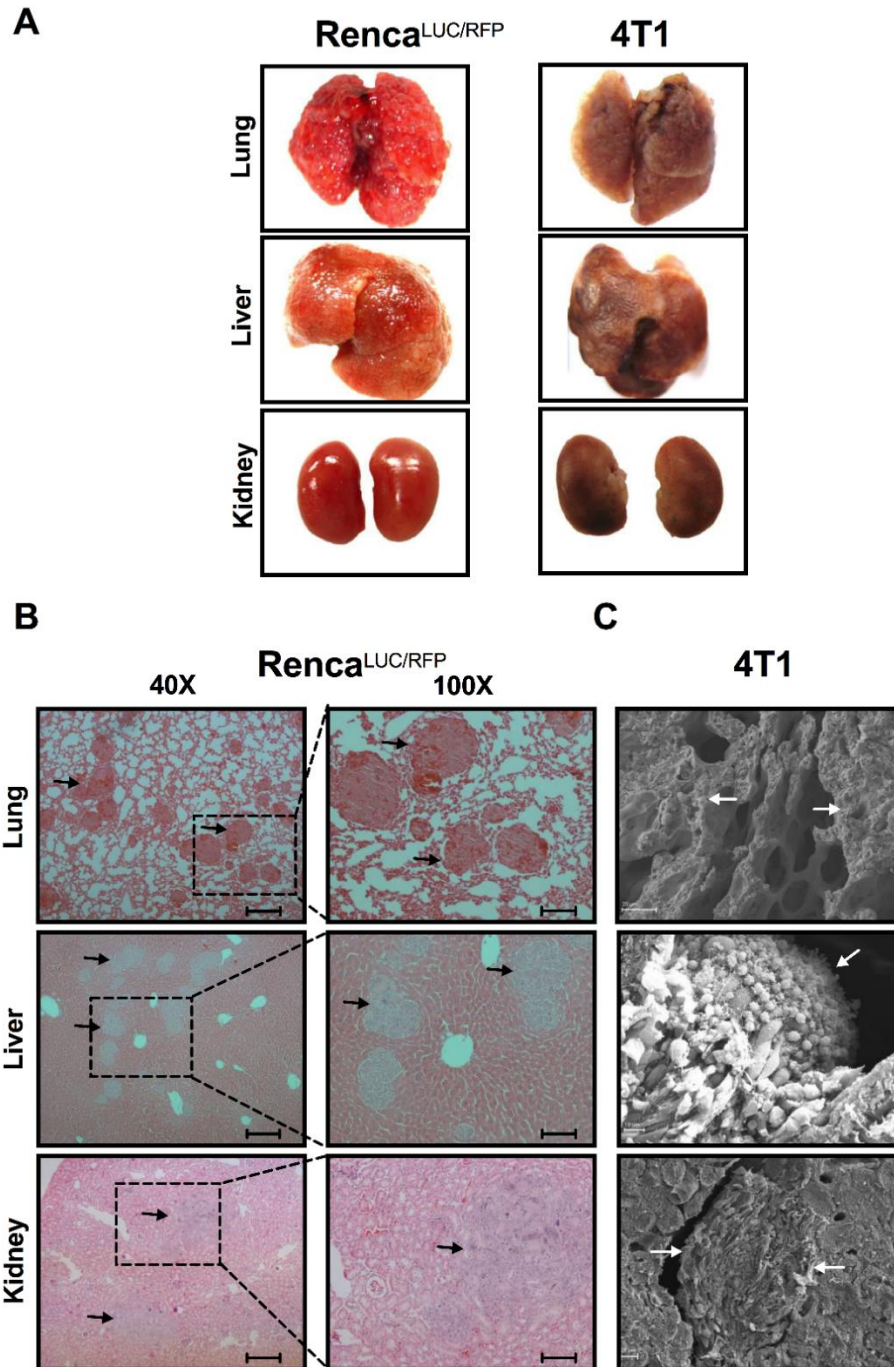 A
Renca^LUC/RFP 4T1
Lung
Liver
Kidney
B C
Renca^LUC/RFP 4T1
40X 100X
Lung
Liver
Kidney